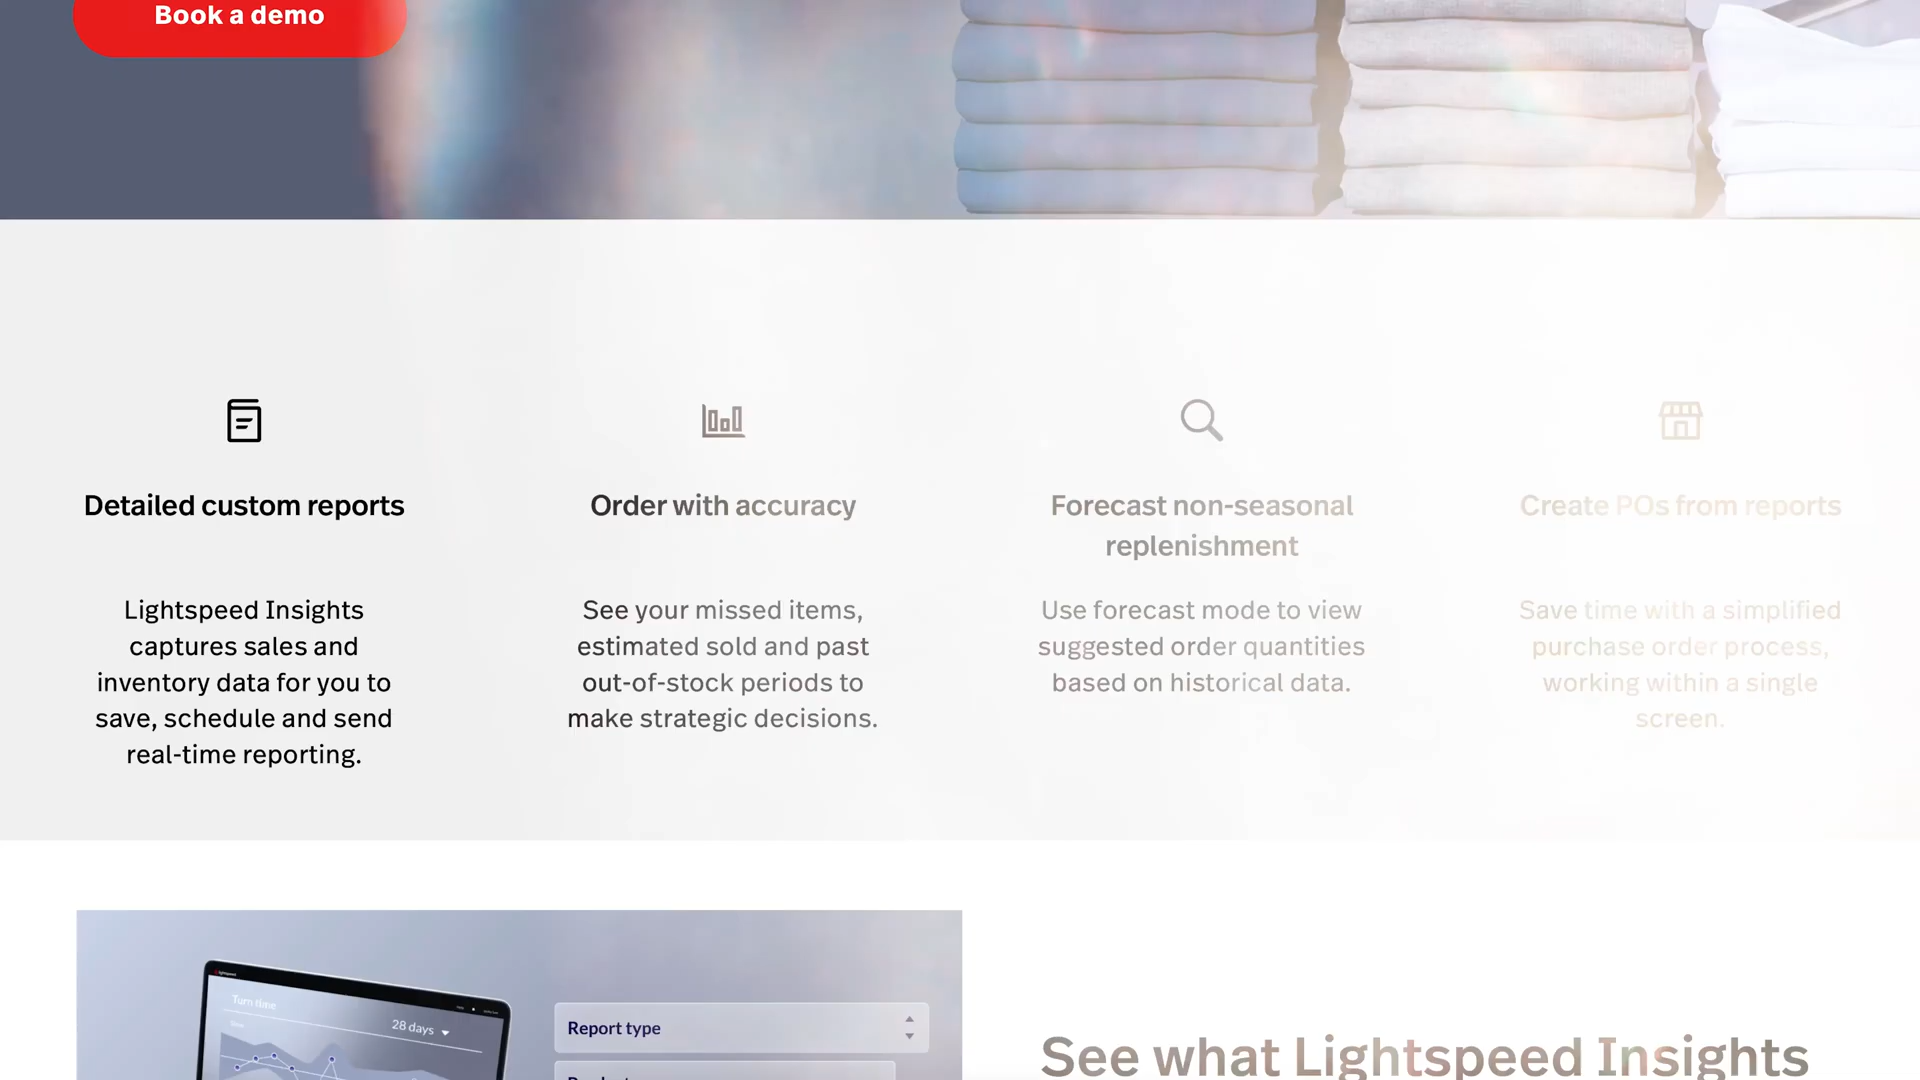 Book a demo
Detailed custom reports
Lightspeed Insights
captures sales and
inventory data for you to
save, schedule and send
real-time reporting.
Order with accuracy
See your missed items,
estimated sold and past
out-of-stock periods to
make strategic decisions.
Forecast non-seasonal
replenishment
Use forecast mode to view
suggested order quantities
based on historical data.
Create POs from reports
Save time with a simplified
purchase order process,
working within a single
screen.
Turn time
28 days
Report type
See what Lightspeed Insights